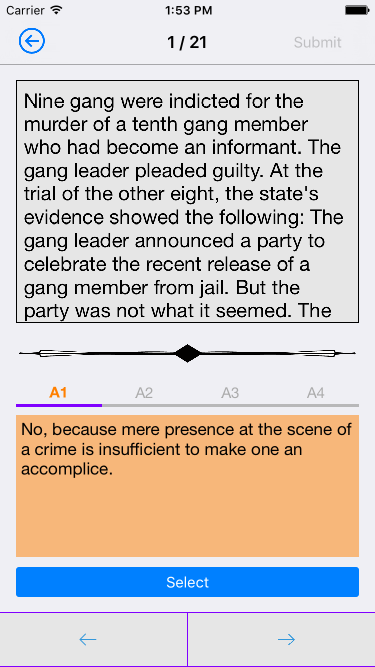 Carrier 1:53 PM
1 / 21 Submit
Nine gang were indicted for the
murder of a tenth gang member
who had become an informant. The
gang leader pleaded guilty. At the
trial of the other eight, the state's
evidence showed the following: The
gang leader announced a party to
celebrate the recent release of a
gang member from jail. But the
party was not what it seemed. The
A1 A2 A3 A4
No, because mere presence at the scene of
a crime is insufficient to make one an
accomplice.
Select